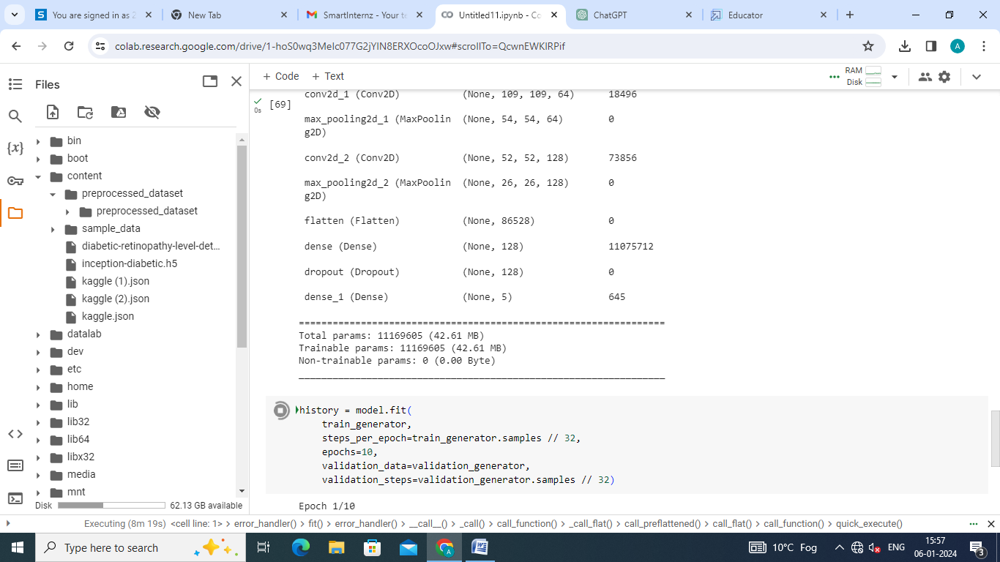 You are signed in as 2
New Tab
SmartInternz - Your te
Untitled11.ipynb - Co
ChatGPT
Educator
colab.research.google.com/drive/1-hoS0wq3MeIc077G2jYIN8ERXOcoOJxw#scrollTo=QcwnEWKlRPif
A
Files
+ Code + Text
RAM
Disk
bin
boot
content
preprocessed_dataset
preprocessed_dataset
sample_data
diabetic-retinopathy-level-det...
inception-diabetic.h5
kaggle (1).json
kaggle (2).json
kaggle.json
datalab
dev
etc
home
lib
lib32
lib64
libx32
media
mnt
Disk 62.13 GB available
0s
[69]
conv2d_1 (Conv2D) (None, 109, 109, 64) 18496
max_pooling2d_1 (MaxPoolin (None, 54, 54, 64) 0
g2D)
conv2d_2 (Conv2D) (None, 52, 52, 128) 73856
max_pooling2d_2 (MaxPoolin (None, 26, 26, 128) 0
g2D)
flatten (Flatten) (None, 86528) 0
dense (Dense) (None, 128) 11075712
dropout (Dropout) (None, 128) 0
dense_1 (Dense) (None, 5) 645
=================================================================
Total params: 11169605 (42.61 MB)
Trainable params: 11169605 (42.61 MB)
Non-trainable params: 0 (0.00 Byte)
_________________________________________________________________
history = model.fit(
train_generator,
steps_per_epoch=train_generator.samples // 32,
epochs=10,
validation_data=validation_generator,
validation_steps=validation_generator.samples // 32)
Epoch 1/10
Executing (8m 19s) <cell line: 1> > error_handler() > fit() > error_handler() > __call__() > _call() > call_function() > _call_flat() > call_preflattened() > call_flat() > call_function() > quick_execute()
Type here to search
10°C Fog
ENG
15:57
06-01-2024
3